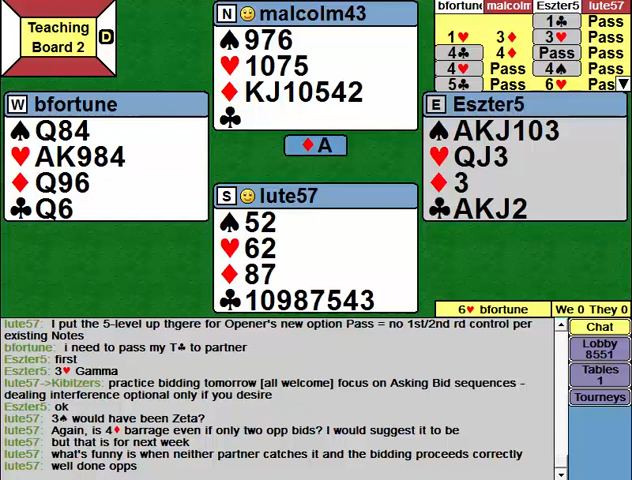 Teaching
Board 2 D
N malcolm43
♠976
♥1075
♦KJ10542
♣
bfortune malcolm Eszter5 lute57
1♣ Pass
1♥ 3♦ 3♥ Pass
4♣ 4♦ Pass Pass
4♥ Pass 4♠ Pass
5♣ Pass 6♥ Pass
W bfortune
♠Q84
♥AK984
♦Q96
♣Q6
♦A
E Eszter5
♠AKJ103
♥QJ3
♦3
♣AKJ2
S lute57
♠52
♥62
♦87
♣10987543
6♥ bfortune We 0 They 0
lute57: I put the 5-level up thgere for Opener's new option Pass = no 1st/2nd rd control per
existing Notes
bfortune: i need to pass my T♣ to partner
Eszter5: first
Eszter5: 3♥ Gamma
lute57->Kibitzers: practice bidding tomorrow [all welcome] focus on Asking Bid sequences -
dealing interference optional only if you desire
Eszter5: ok
lute57: 3♠ would have been Zeta?
lute57: Again, is 4♦ barrage even if only two opp bids? I would suggest it to be
lute57: but that is for next week
lute57: what's funny is when neither partner catches it and the bidding proceeds correctly
lute57: well done opps
Chat
Lobby
8551
Tables
1
Tourneys